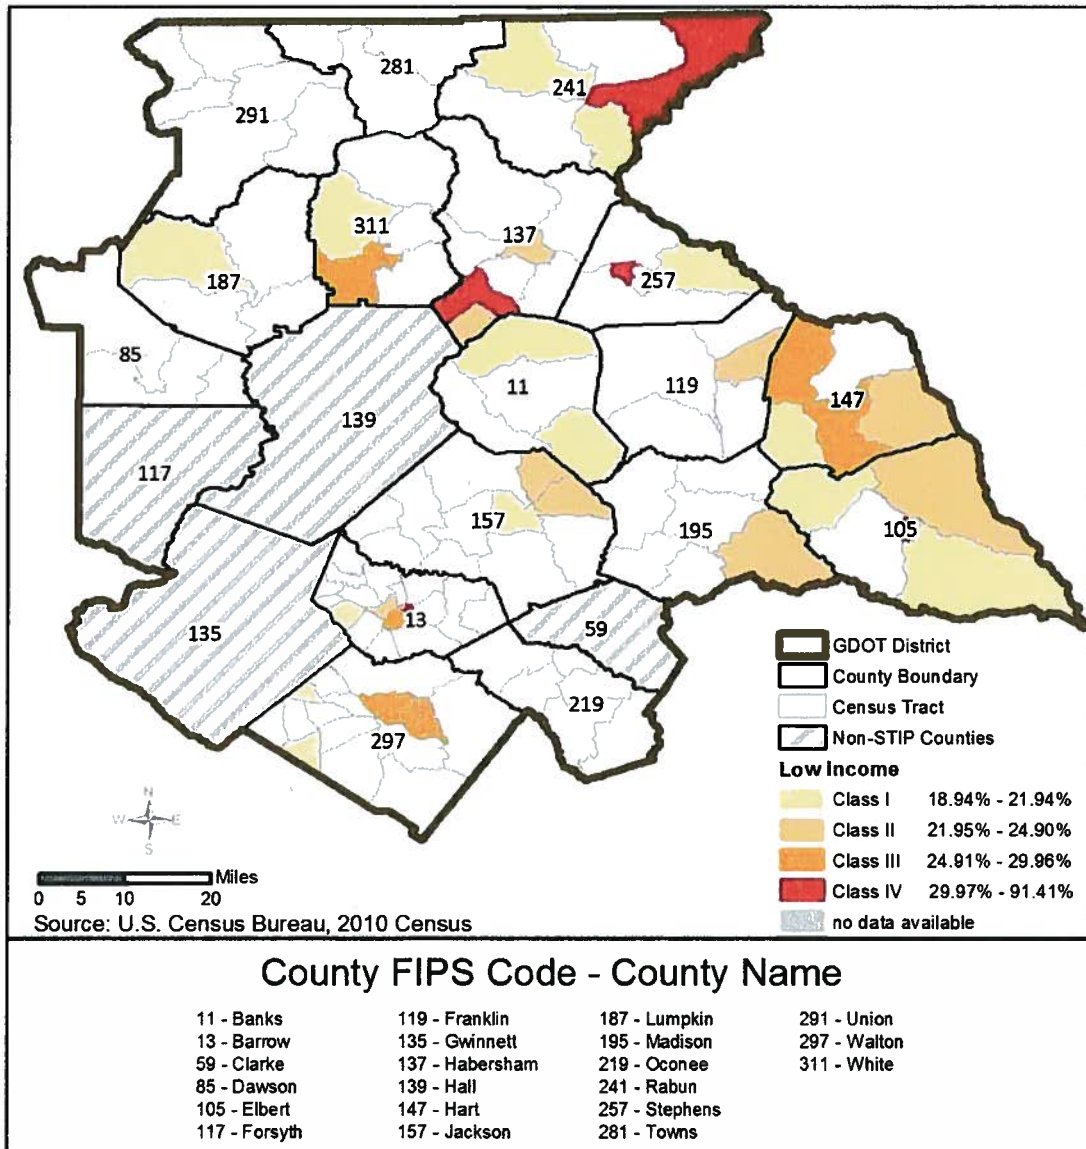 281
241
291
311
137
257
187
85
119
11
147
139
117
157
195
105
13
59
135
219
297
GDOT District
County Boundary
Census Tract
Non-STIP Counties
Low Income
Class I 18.94% - 21.94%
Class II 21.95% - 24.90%
Class III 24.91% - 29.96%
Class IV 29.97% - 91.41%
no data available
N
W E
S
Miles
0 5 10 20
Source: U.S. Census Bureau, 2010 Census
County FIPS Code - County Name
11 - Banks 119 - Franklin 187 - Lumpkin 291 - Union
13 - Barrow 135 - Gwinnett 195 - Madison 297 - Walton
59 - Clarke 137 - Habersham 219 - Oconee 311 - White
85 - Dawson 139 - Hall 241 - Rabun
105 - Elbert 147 - Hart 257 - Stephens
117 - Forsyth 157 - Jackson 281 - Towns